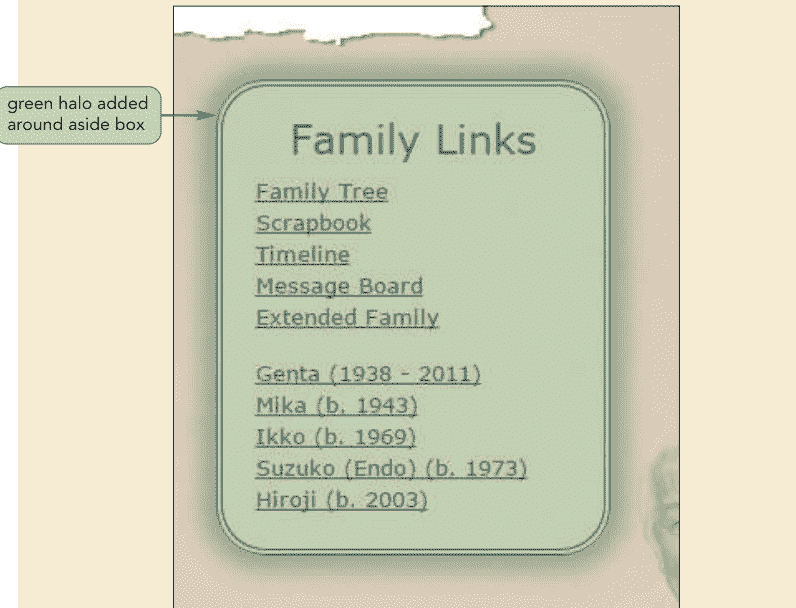 green halo added
around aside box
Family Links
Family Tree
Scrapbook
Timeline
Message Board
Extended Family
Genta (1938 - 2011)
Mika (b. 1943)
Ikko (b. 1969)
Suzuko (Endo) (b. 1973)
Hiroji (b. 2003)